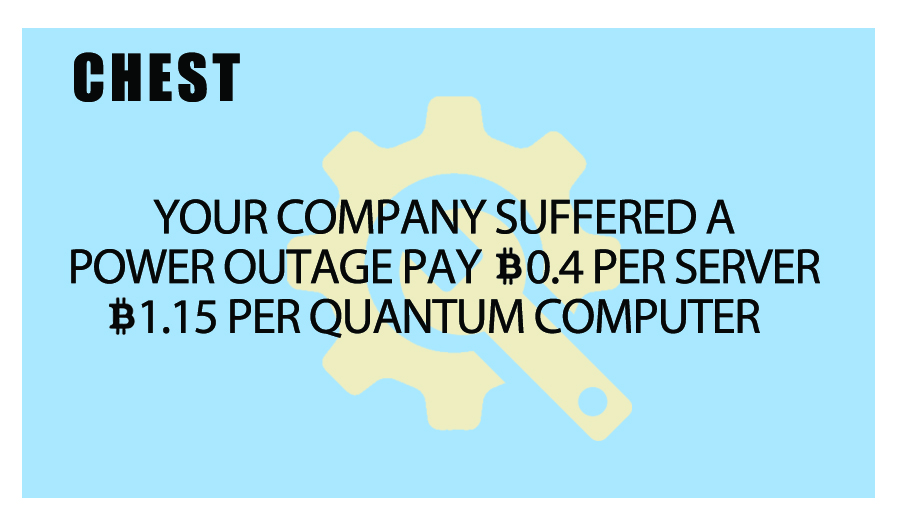 CHEST
YOUR COMPANY SUFFERED A
POWER OUTAGE PAY ₿0.4 PER SERVER
₿1.15 PER QUANTUM COMPUTER